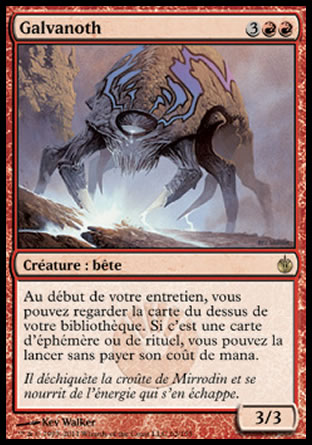 Galvanoth 3
Créature : bête
Au début de votre entretien, vous
pouvez regarder la carte du dessus de
votre bibliothèque. Si c'est une carte
d'éphémère ou de rituel, vous pouvez la
lancer sans payer son coût de mana.
Il déchiquète la croûte de Mirrodin et se
nourrit de l'énergie qui s'en échappe.
Kev Walker
3/3